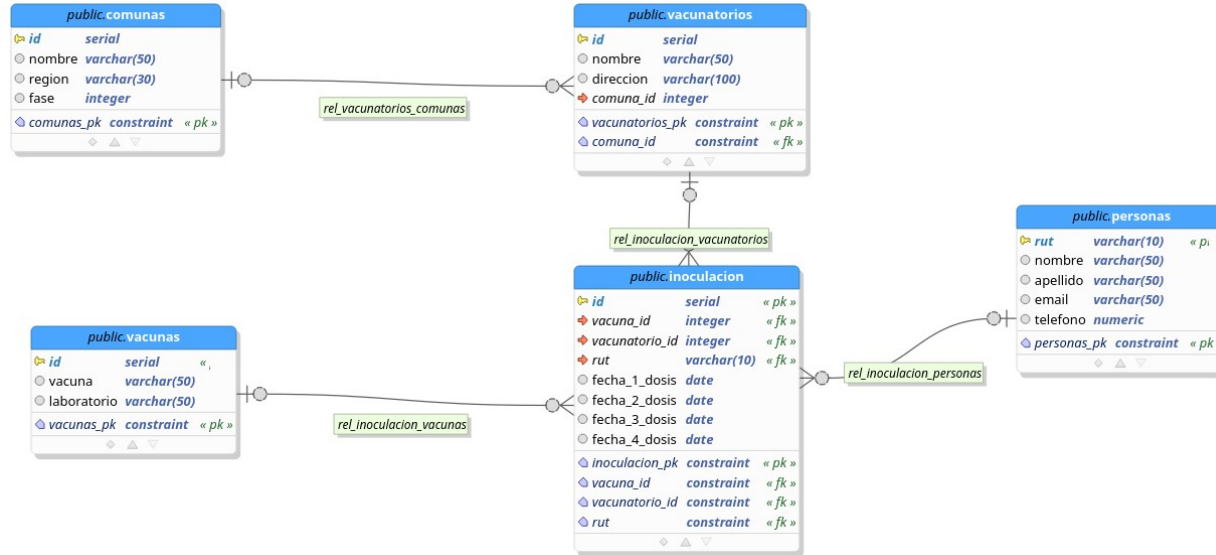 public.comunas
id serial
nombre varchar(50)
region varchar(30)
fase integer
comunas_pk constraint « pk »
rel_vacunatorios_comunas
public.vacunatorios
id serial
nombre varchar(50)
direccion varchar(100)
comuna_id integer
vacunatorios_pk constraint « pk »
comuna_id constraint « fk »
rel_inoculacion_vacunatorios
public.personas
rut varchar(10)
nombre varchar(50)
apellido varchar(50)
email varchar(50)
telefono numeric
personas_pk constraint « pk
rel_inoculacion_personas
public.inoculacion
id serial « pk »
vacuna_id integer « fk »
vacunatorio_id integer « fk »
rut varchar(10) « fk »
fecha_1_dosis date
fecha_2_dosis date
fecha_3_dosis date
fecha_4_dosis date
inoculacion_pk constraint « pk »
vacuna_id constraint « fk »
vacunatorio_id constraint « fk »
rut constraint « fk »
public.vacunas
id serial «
vacuna varchar(50)
laboratorio varchar(50)
vacunas_pk constraint « pk »
rel_inoculacion_vacunas